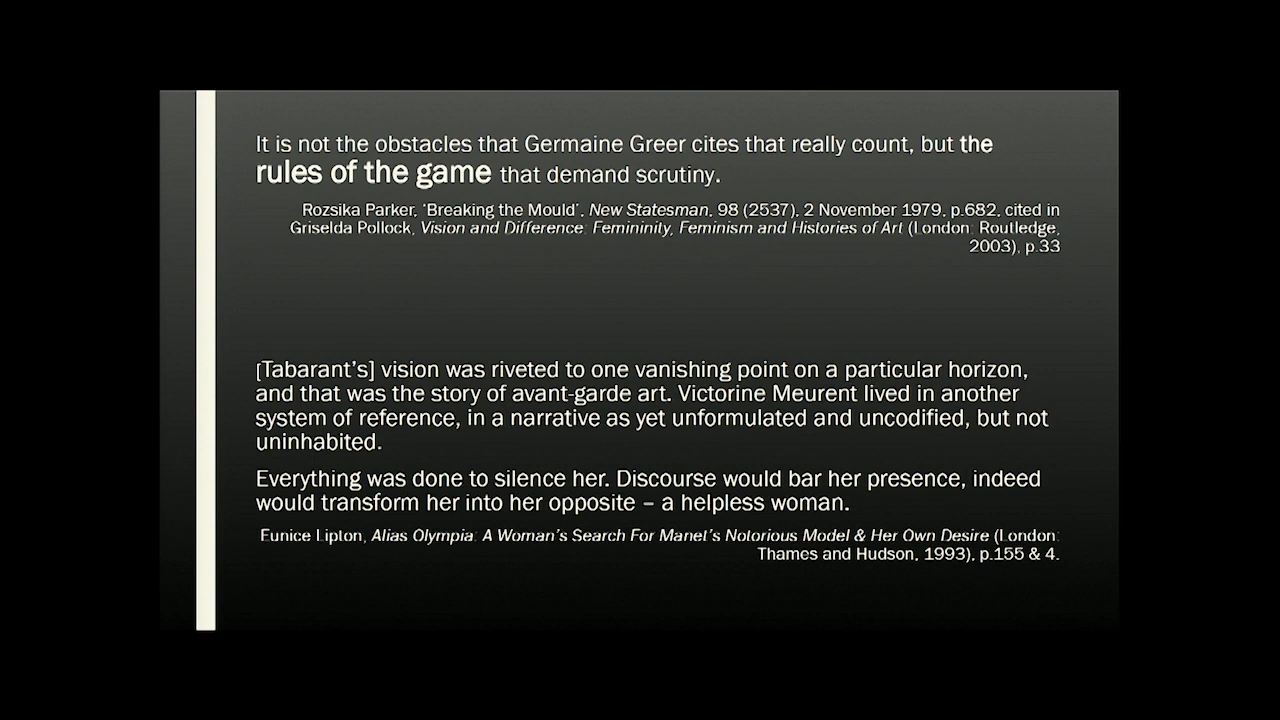 It is not the obstacles that Germaine Greer cites that really count, but the
rules of the game that demand scrutiny.
Rozsika Parker, 'Breaking the Mould', New Statesman, 98 (2537), 2 November 1979, p.682, cited in
Griselda Pollock, Vision and Difference: Femininity, Feminism and Histories of Art (London: Routledge,
2003), p.33
[Tabarant's] vision was riveted to one vanishing point on a particular horizon,
and that was the story of avant-garde art. Victorine Meurent lived in another
system of reference, in a narrative as yet unformulated and uncodified, but not
uninhabited.
Everything was done to silence her. Discourse would bar her presence, indeed
would transform her into her opposite – a helpless woman.
Eunice Lipton, Alias Olympia: A Woman's Search For Manet's Notorious Model & Her Own Desire (London:
Thames and Hudson, 1993), p.155 & 4.